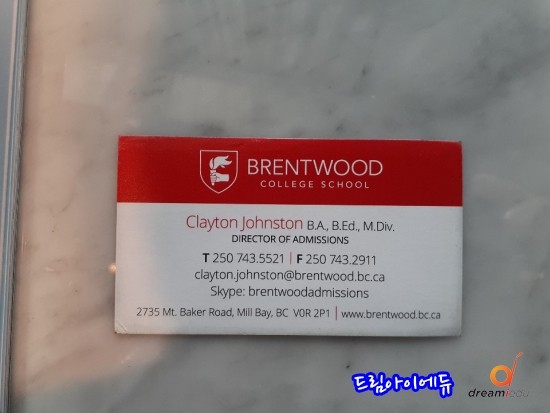 BRENTWOOD
COLLEGE SCHOOL
Clayton Johnston B.A., B.Ed., M.Div.
DIRECTOR OF ADMISSIONS
T 250 743.5521 | F 250 743.2911
clayton.johnston@brentwood.bc.ca
Skype: brentwoodadmissions
2735 Mt. Baker Road, Mill Bay, BC V0R 2P1 | www.brentwood.bc.ca
드림아이에듀
dreamiedu